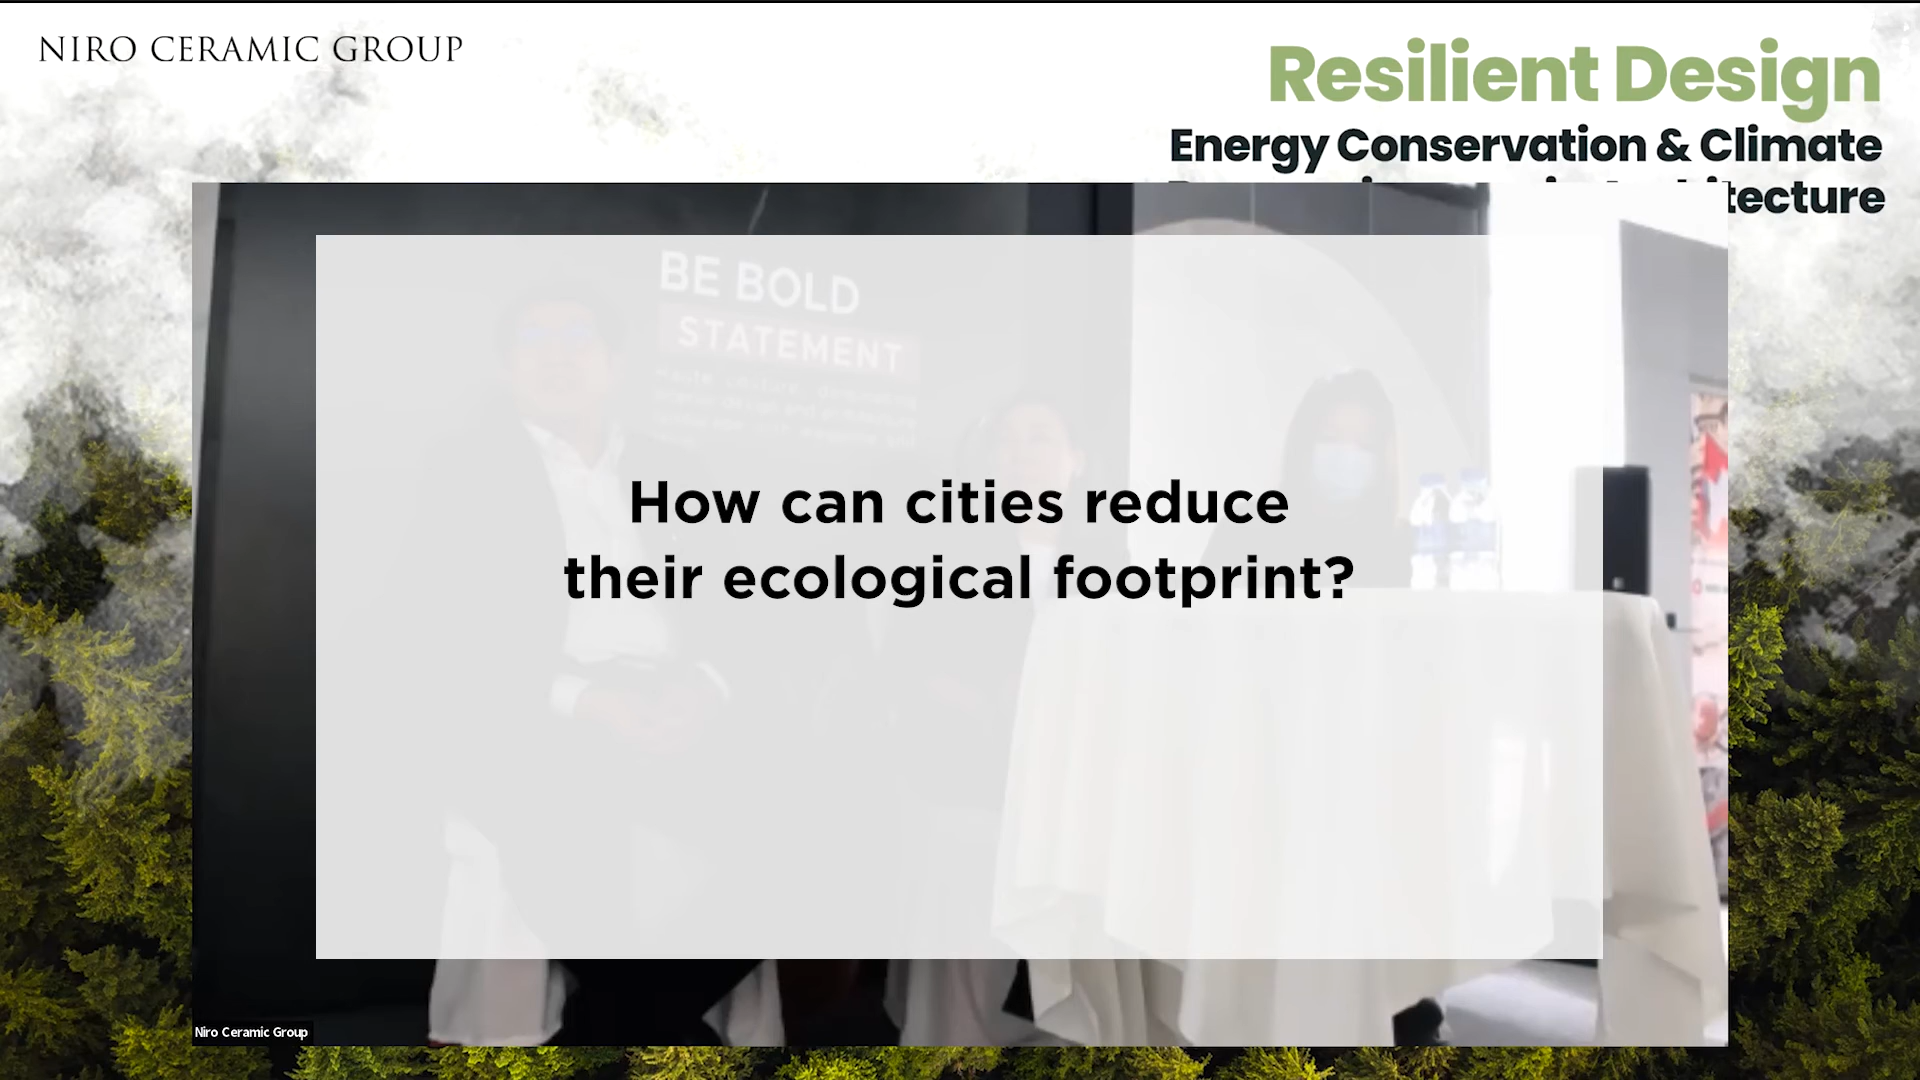 NIRO CERAMIC GROUP
Resilient Design
Energy Conservation & Climate
BE BOLD
STATEMENT
How can cities reduce
their ecological footprint?
Niro Ceramic Group